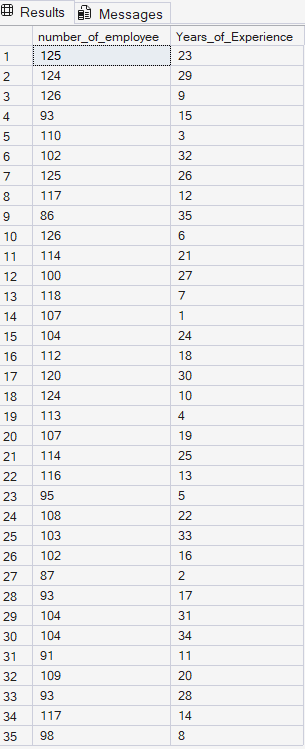 Results Messages
number_of_employee Years_of_Experience
1 125 23
2 124 29
3 126 9
4 93 15
5 110 3
6 102 32
7 125 26
8 117 12
9 86 35
10 126 6
11 114 21
12 100 27
13 118 7
14 107 1
15 104 24
16 112 18
17 120 30
18 124 10
19 113 4
20 107 19
21 114 25
22 116 13
23 95 5
24 108 22
25 103 33
26 102 16
27 87 2
28 93 17
29 104 31
30 104 34
31 91 11
32 109 20
33 93 28
34 117 14
35 98 8